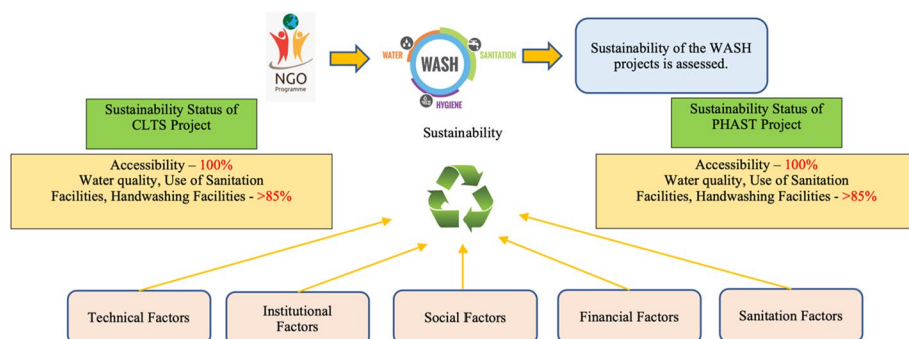 NGO
Programme
WATER
SANITATION
WASH
HYGIENE
Sustainability of the WASH
projects is assessed.
Sustainability Status of
CLTS Project
Accessibility – 100%
Water quality, Use of Sanitation
Facilities, Handwashing Facilities - >85%
Sustainability
Sustainability Status of
PHAST Project
Accessibility – 100%
Water quality, Use of Sanitation
Facilities, Handwashing Facilities - >85%
Technical Factors
Institutional
Factors
Social Factors
Financial Factors
Sanitation Factors